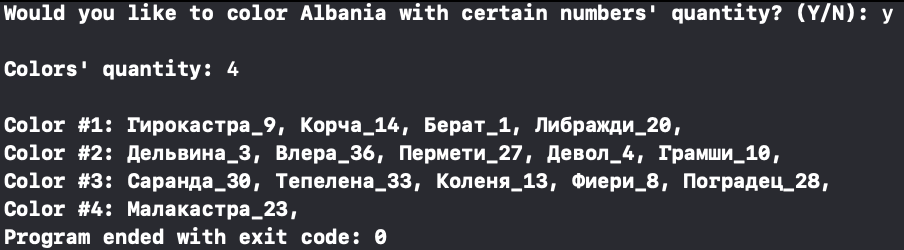 Would you like to color Albania with certain numbers' quantity? (Y/N): y
Colors' quantity: 4
Color #1: Гирокастра_9, Корча_14, Берат_1, Либражди_20,
Color #2: Дельвина_3, Влера_36, Пермети_27, Девол_4, Грамши_10,
Color #3: Саранда_30, Тепелена_33, Коленя_13, Фиери_8, Поградец_28,
Color #4: Малакастра_23,
Program ended with exit code: 0